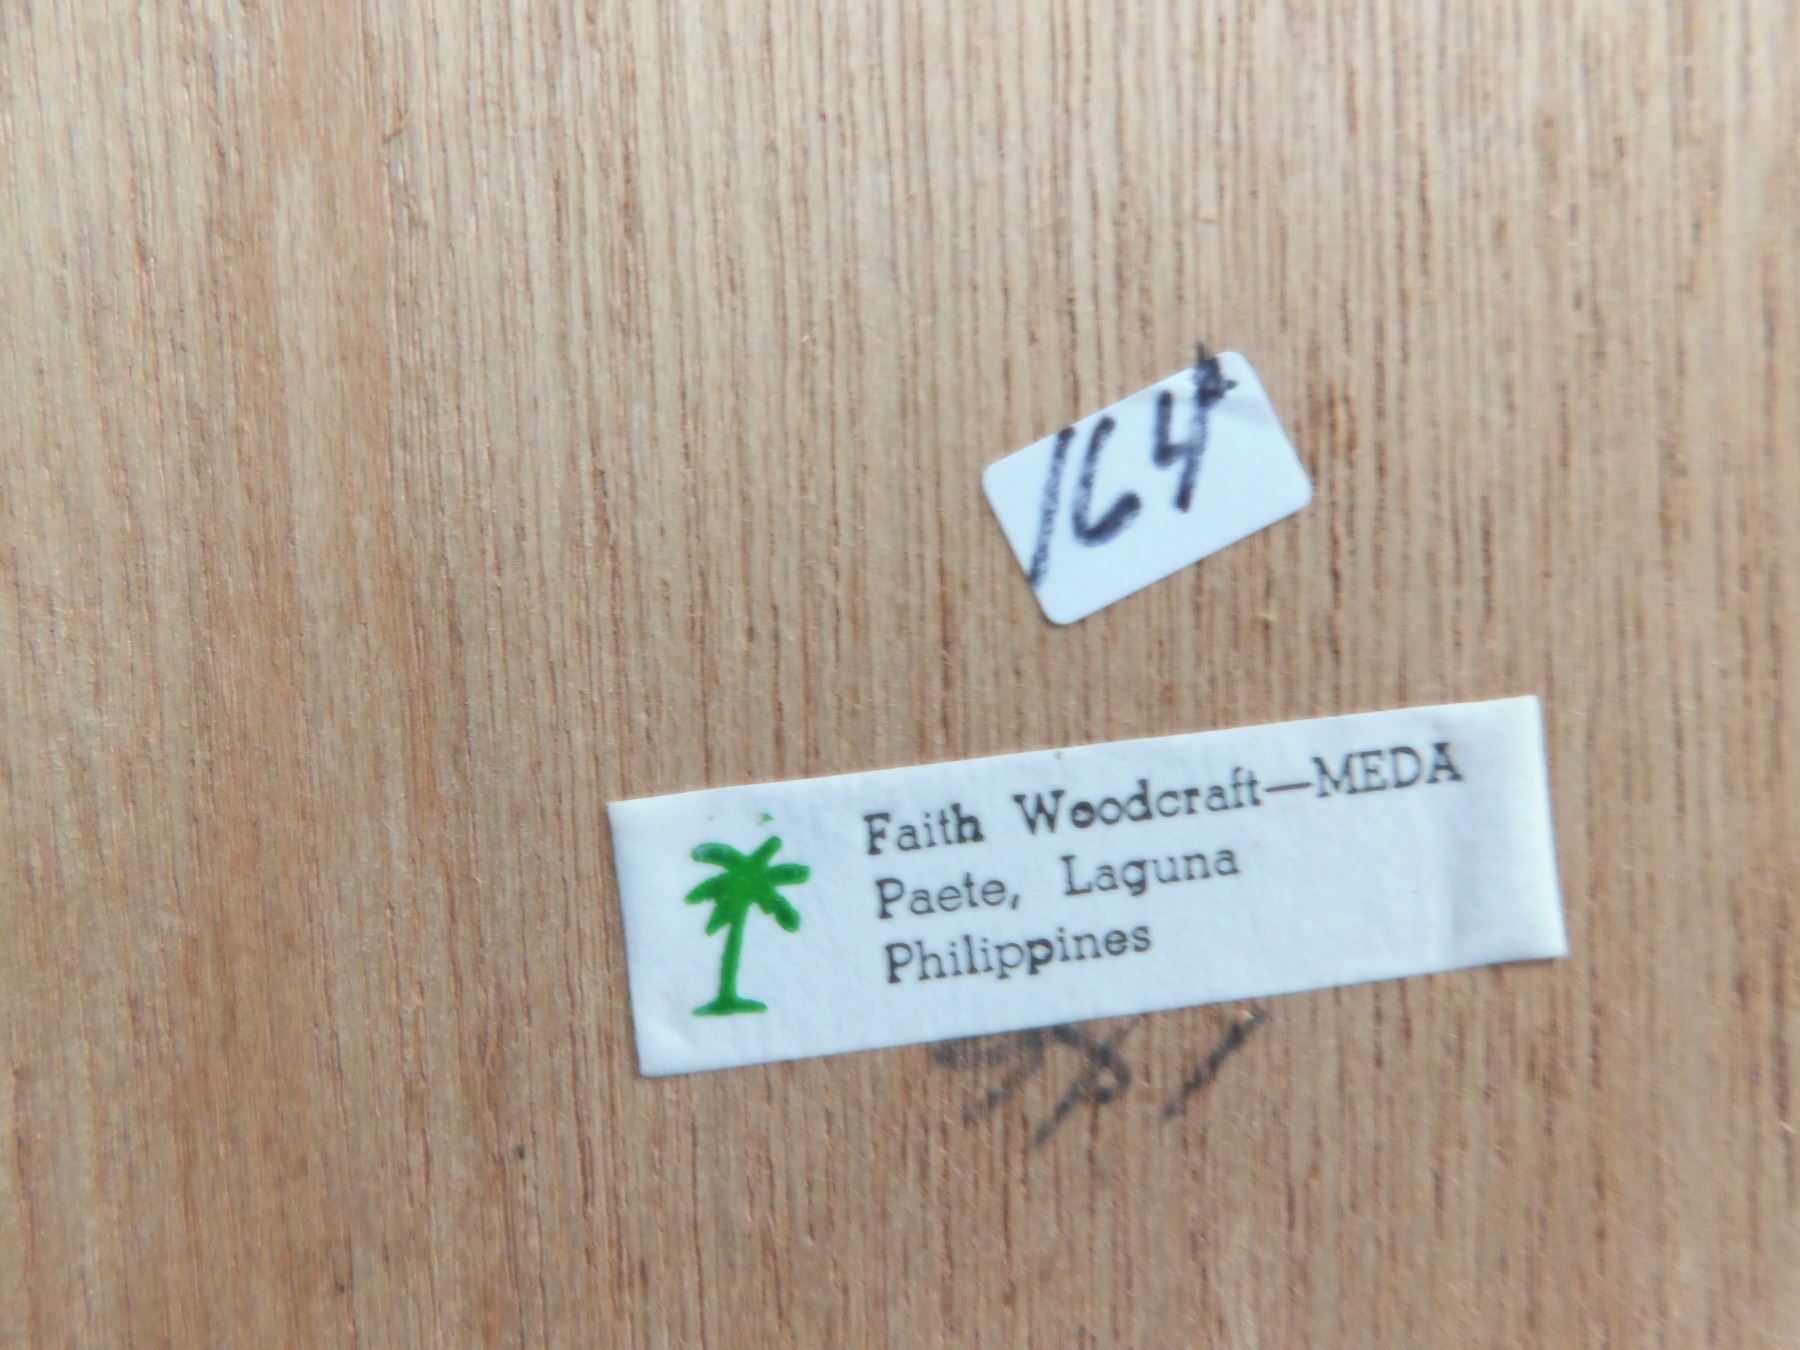 164
Faith Woodcraft—MEDA
Paete, Laguna
Philippines